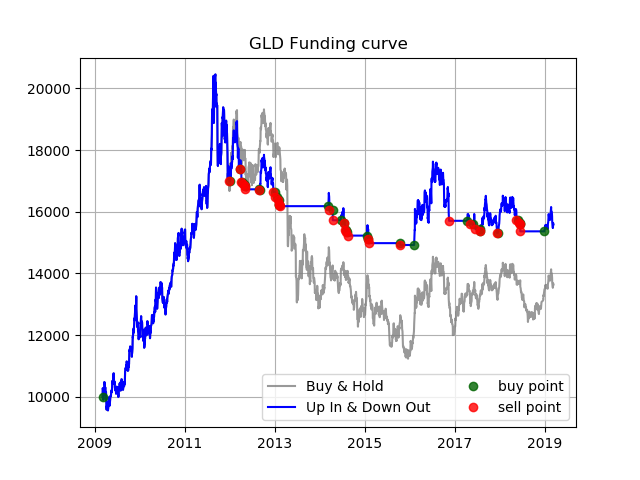 GLD Funding curve
20000
18000
16000
14000
12000
10000
Buy & Hold
Up In & Down Out
buy point
sell point
2009 2011 2013 2015 2017 2019